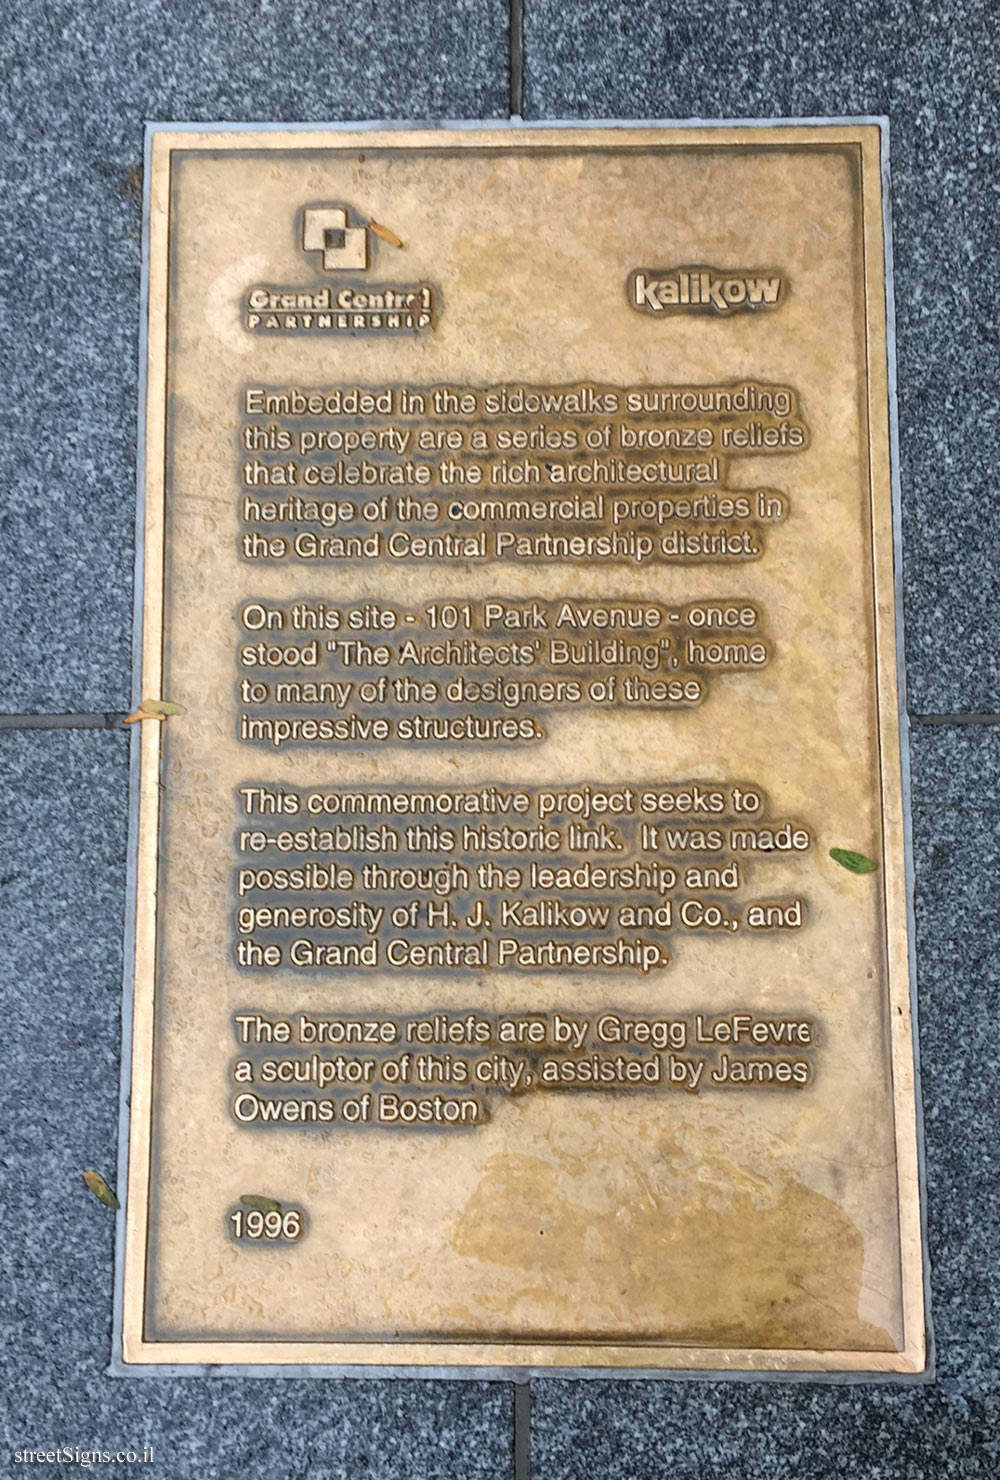 Grand Central
PARTNERSHIP
kalikow
Embedded in the sidewalks surrounding
this property are a series of bronze reliefs
that celebrate the rich architectural
heritage of the commercial properties in
the Grand Central Partnership district.
On this site - 101 Park Avenue - once
stood "The Architects' Building", home
to many of the designers of these
impressive structures.
This commemorative project seeks to
re-establish this historic link. It was made
possible through the leadership and
generosity of H. J. Kalikow and Co., and
the Grand Central Partnership.
The bronze reliefs are by Gregg LeFevre
a sculptor of this city, assisted by James
Owens of Boston
1996
streetSigns.co.il